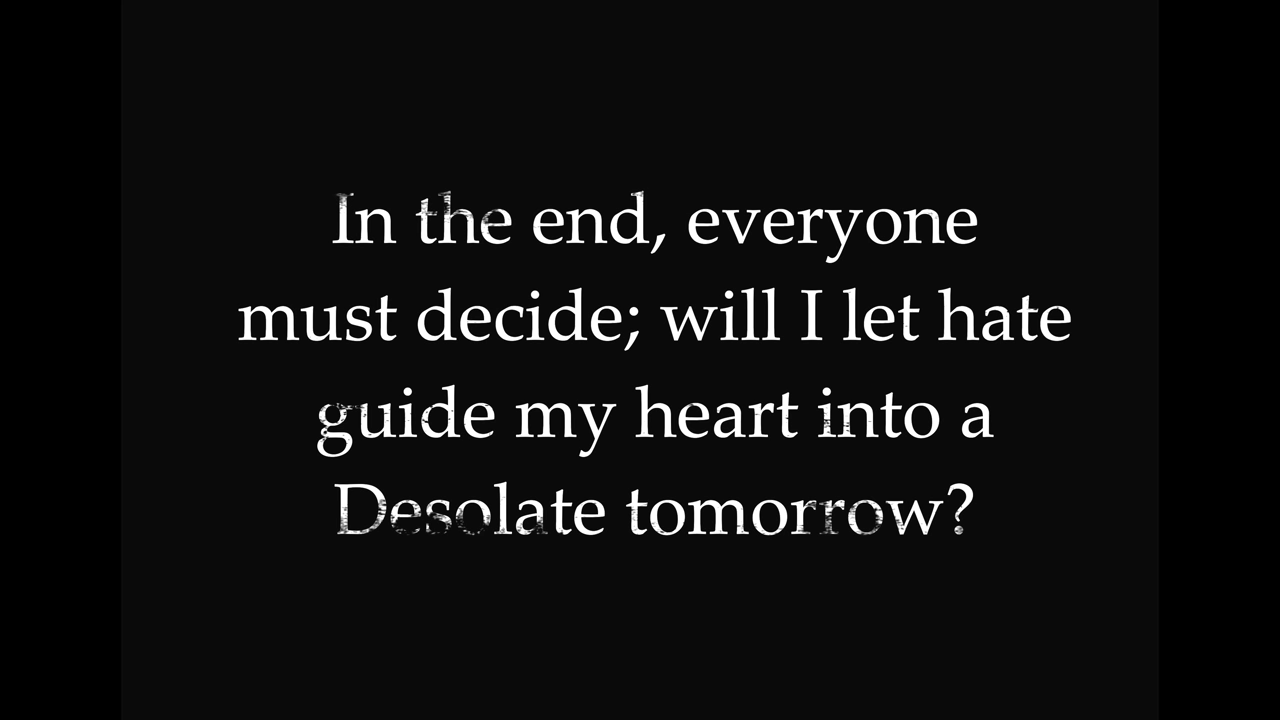 In the end, everyone
must decide; will I let hate
guide my heart into a
Desolate tomorrow?